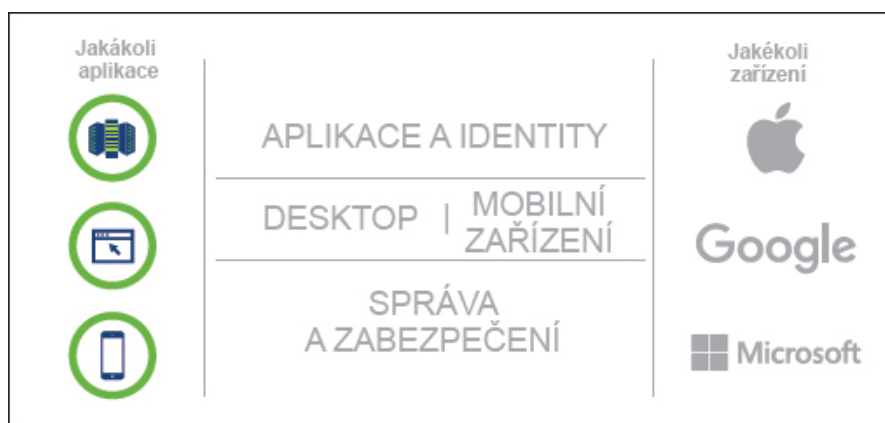 Jakákoli
aplikace
APLIKACE A IDENTITY
DESKTOP | MOBILNÍ
ZAŘÍZENÍ
SPRÁVA
A ZABEZPEČENÍ
Jakékoli
zařízení
Google
Microsoft